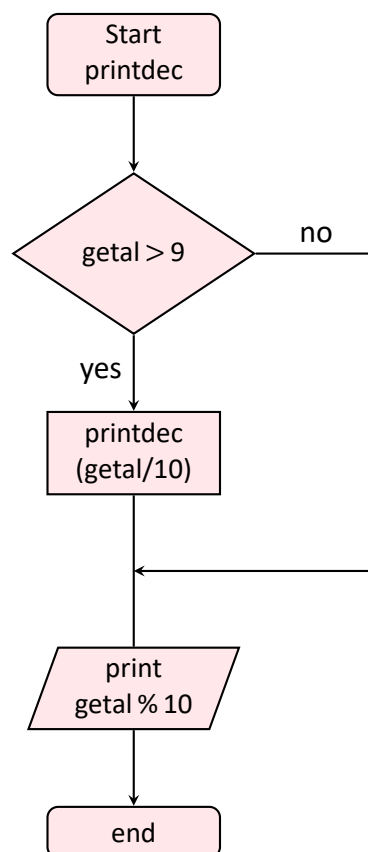 Start
printdec
getal > 9
no
yes
printdec
(getal/10)
print
getal % 10
end